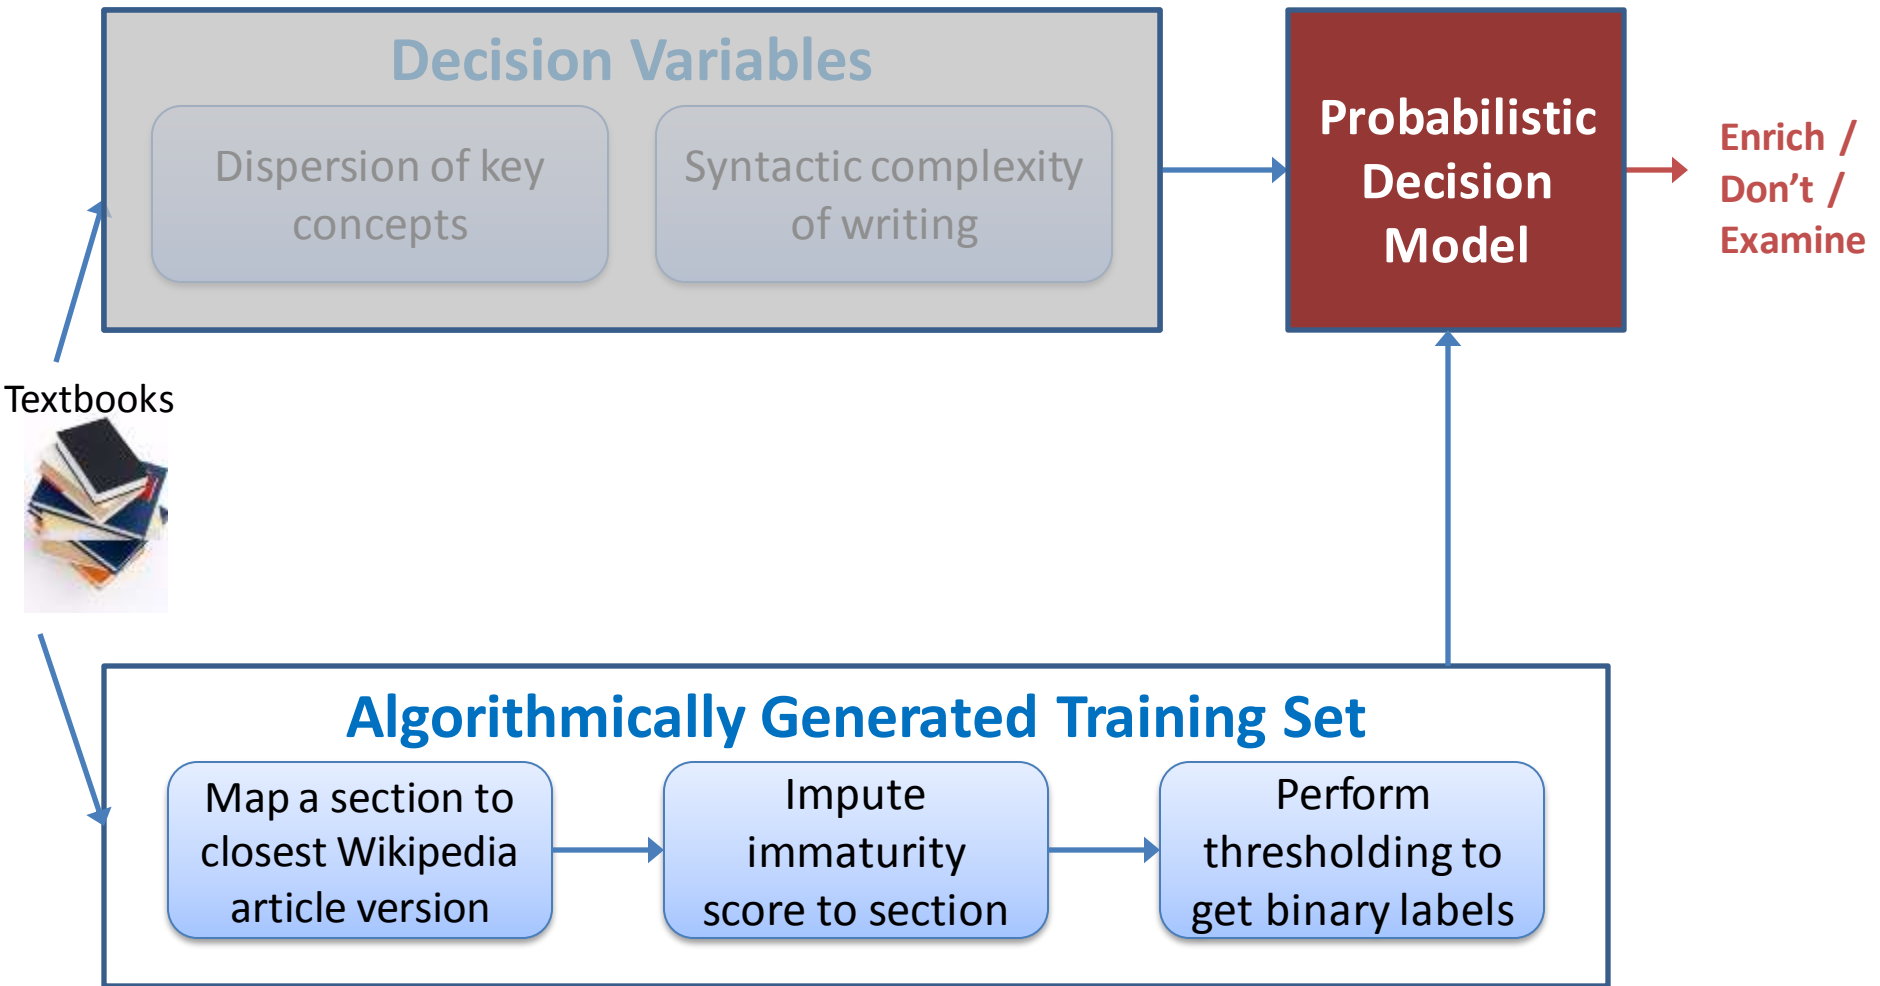 Decision Variables
Dispersion of key
concepts
Syntactic complexity
of writing
Probabilistic
Decision
Model
Enrich /
Don’t /
Examine
Textbooks
Algorithmically Generated Training Set
Map a section to
closest Wikipedia
article version
Impute
immaturity
score to section
Perform
thresholding to
get binary labels